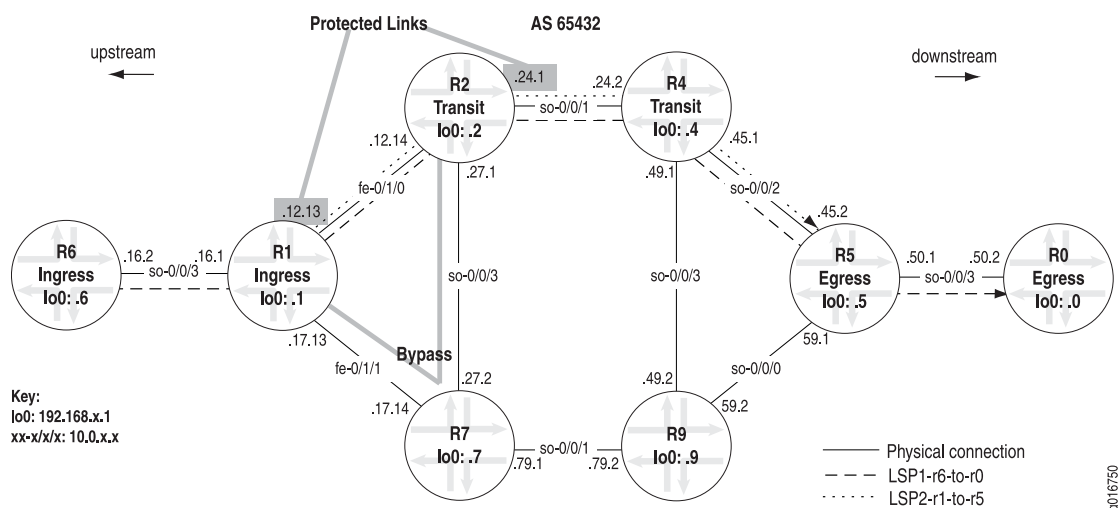 Protected Links
AS 65432
upstream
downstream
R2
Transit
lo0: .2
.24.1
.24.2
so-0/0/1
R4
Transit
lo0: .4
.12.14
.27.1
.49.1
.45.1
fe-0/1/0
so-0/0/2
.12.13
.45.2
R6
Ingress
lo0: .6
.16.2
.16.1
so-0/0/3
R1
Ingress
lo0: .1
so-0/0/3
so-0/0/3
R5
Egress
lo0: .5
.50.1
.50.2
so-0/0/3
R0
Egress
lo0: .0
.17.13
Bypass
59.1
fe-0/1/1
so-0/0/0
.27.2
.49.2
59.2
.17.14
Key:
lo0: 192.168.x.1
xx-x/x/x: 10.0.x.x
R7
lo0: .7
.79.1
so-0/0/1
.79.2
R9
lo0: .9
Physical connection
LSP1-r6-to-r0
LSP2-r1-to-r5
g016750